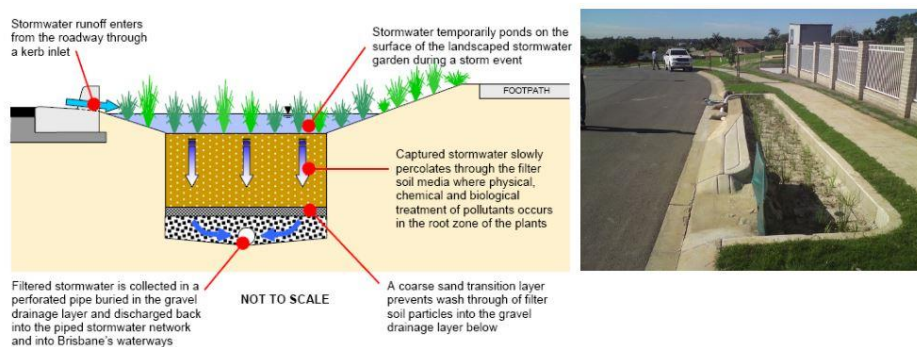 Stormwater runoff enters
from the roadway through
a kerb inlet
Stormwater temporarily ponds on the
surface of the landscaped stormwater
garden during a storm event
FOOTPATH
Captured stormwater slowly
percolates through the filter
soil media where physical,
chemical and biological
treatment of pollutants occurs
in the root zone of the plants
Filtered stormwater is collected in a
perforated pipe buried in the gravel
drainage layer and discharged back
into the piped stormwater network
and into Brisbane's waterways
NOT TO SCALE
A coarse sand transition layer
prevents wash through of filter
soil particles into the gravel
drainage layer below